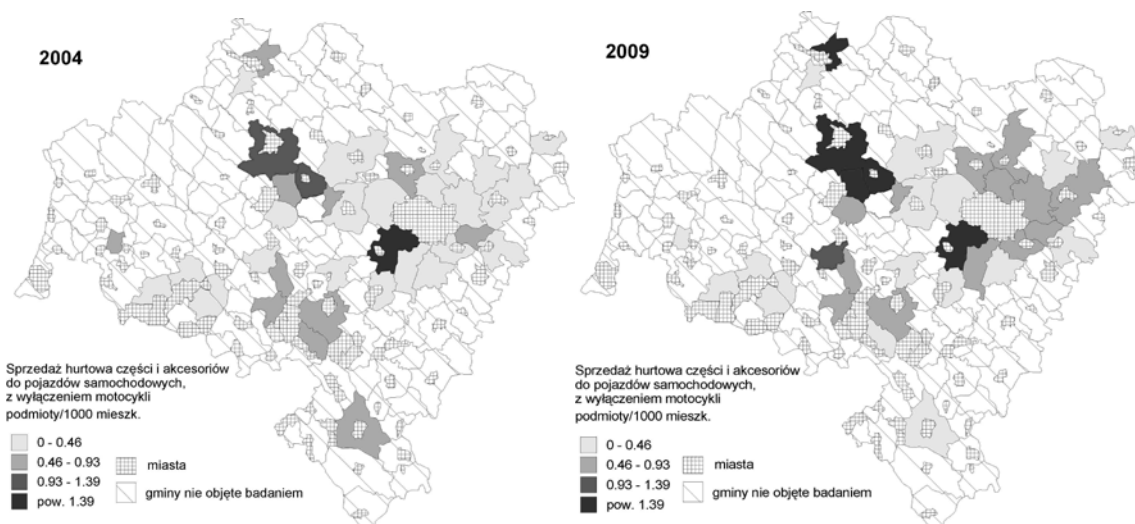 2004
Sprzedaż hurtowa części i akcesoriów
do pojazdów samochodowych,
z wyłączeniem motocykli
podmioty/1000 mieszk.
0 - 0.46
0.46 - 0.93
0.93 - 1.39
pow. 1.39
miasta
gminy nie objęte badaniem
2009
Sprzedaż hurtowa części i akcesoriów
do pojazdów samochodowych,
z wyłączeniem motocykli
podmioty/1000 mieszk.
0 - 0.46
0.46 - 0.93
0.93 - 1.39
pow. 1.39
miasta
gminy nie objęte badaniem